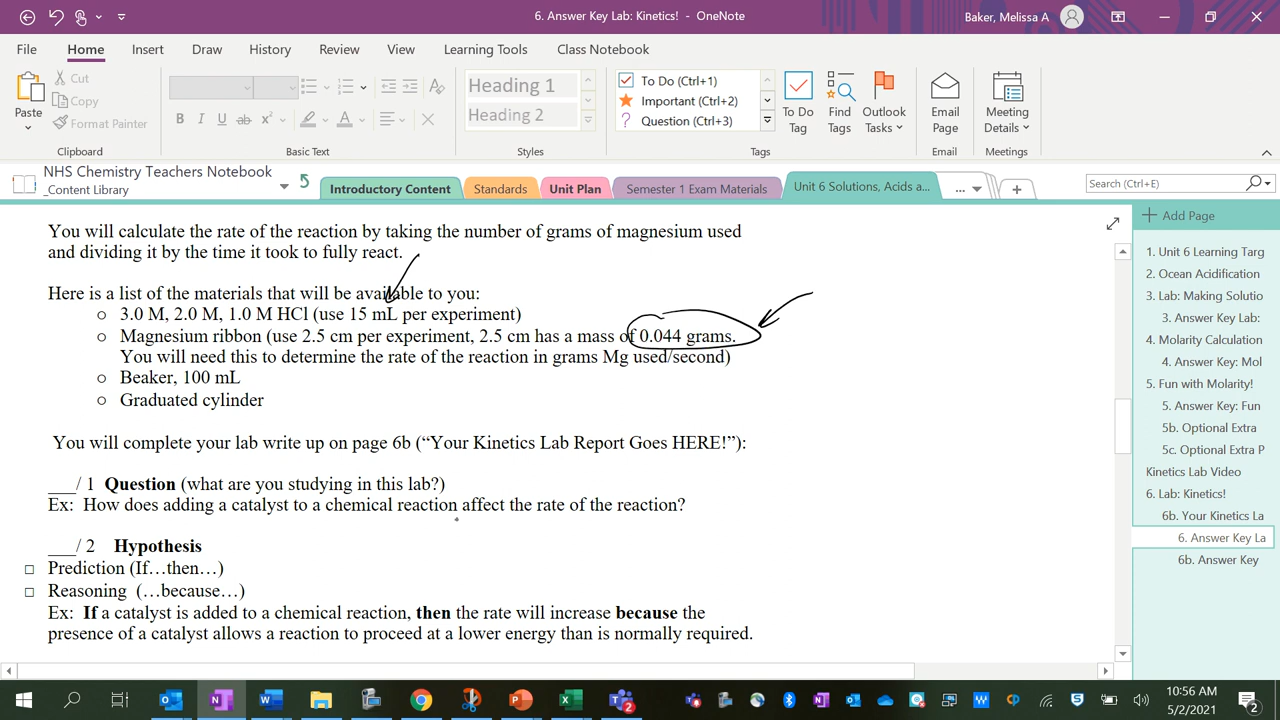 6. Answer Key Lab: Kinetics! - OneNote
Baker, Melissa A
File Home Insert Draw History Review View Learning Tools Class Notebook
Paste
Cut
Copy
Format Painter
Clipboard
B I U ab x² A
Basic Text
Heading 1
Heading 2
Styles
To Do (Ctrl+1)
Important (Ctrl+2)
? Question (Ctrl+3)
To Do Tag
Find Tags
Outlook Tasks
Tags
Email Page
Email
Meeting Details
Meetings
NHS Chemistry Teachers Notebook
_Content Library
Introductory Content Standards Unit Plan Semester 1 Exam Materials Unit 6 Solutions, Acids a... ... +
Search (Ctrl+E)
You will calculate the rate of the reaction by taking the number of grams of magnesium used
and dividing it by the time it took to fully react.
Here is a list of the materials that will be available to you:
o 3.0 M, 2.0 M, 1.0 M HCl (use 15 mL per experiment)
o Magnesium ribbon (use 2.5 cm per experiment, 2.5 cm has a mass of 0.044 grams.
You will need this to determine the rate of the reaction in grams Mg used/second)
o Beaker, 100 mL
o Graduated cylinder
You will complete your lab write up on page 6b (“Your Kinetics Lab Report Goes HERE!”):
___/ 1 Question (what are you studying in this lab?)
Ex: How does adding a catalyst to a chemical reaction affect the rate of the reaction?
___/ 2 Hypothesis
□ Prediction (If…then…)
□ Reasoning (…because…)
Ex: If a catalyst is added to a chemical reaction, then the rate will increase because the
presence of a catalyst allows a reaction to proceed at a lower energy than is normally required.
Add Page
1. Unit 6 Learning Targ
2. Ocean Acidification
3. Lab: Making Solutio
3. Answer Key Lab:
4. Molarity Calculation
4. Answer Key: Mol
5. Fun with Molarity!
5. Answer Key: Fun
5b. Optional Extra
5c. Optional Extra P
Kinetics Lab Video
6. Lab: Kinetics!
6b. Your Kinetics La
6. Answer Key La
6b. Answer Key
10:56 AM
5/2/2021
2